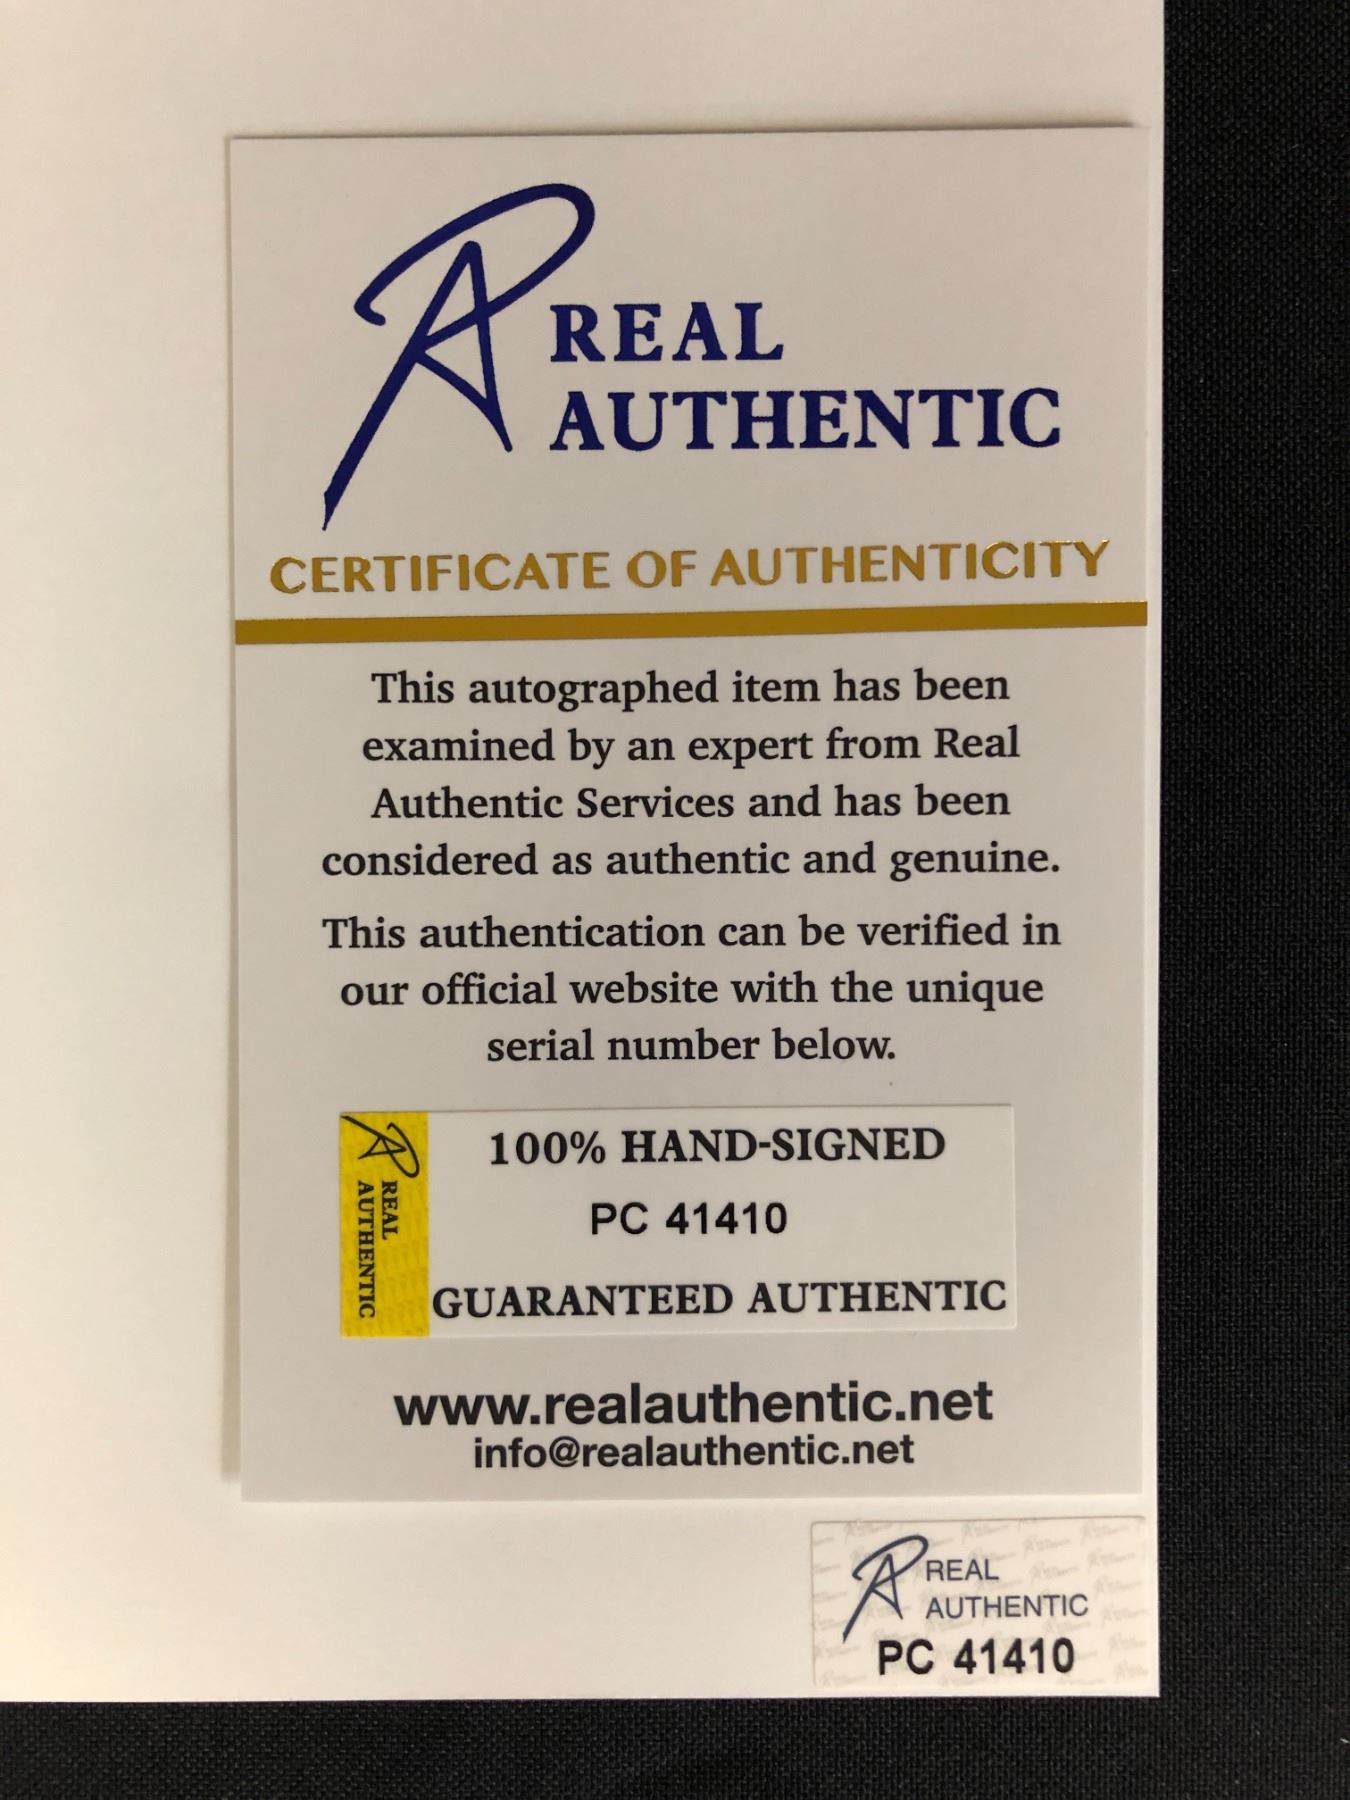 REAL
AUTHENTIC
CERTIFICATE OF AUTHENTICITY
This autographed item has been
examined by an expert from Real
Authentic Services and has been
considered as authentic and genuine.
This authentication can be verified in
our official website with the unique
serial number below.
REAL
AUTHENTIC
100% HAND-SIGNED
PC 41410
GUARANTEED AUTHENTIC
www.realauthentic.net
info@realauthentic.net
REAL
AUTHENTIC
PC 41410